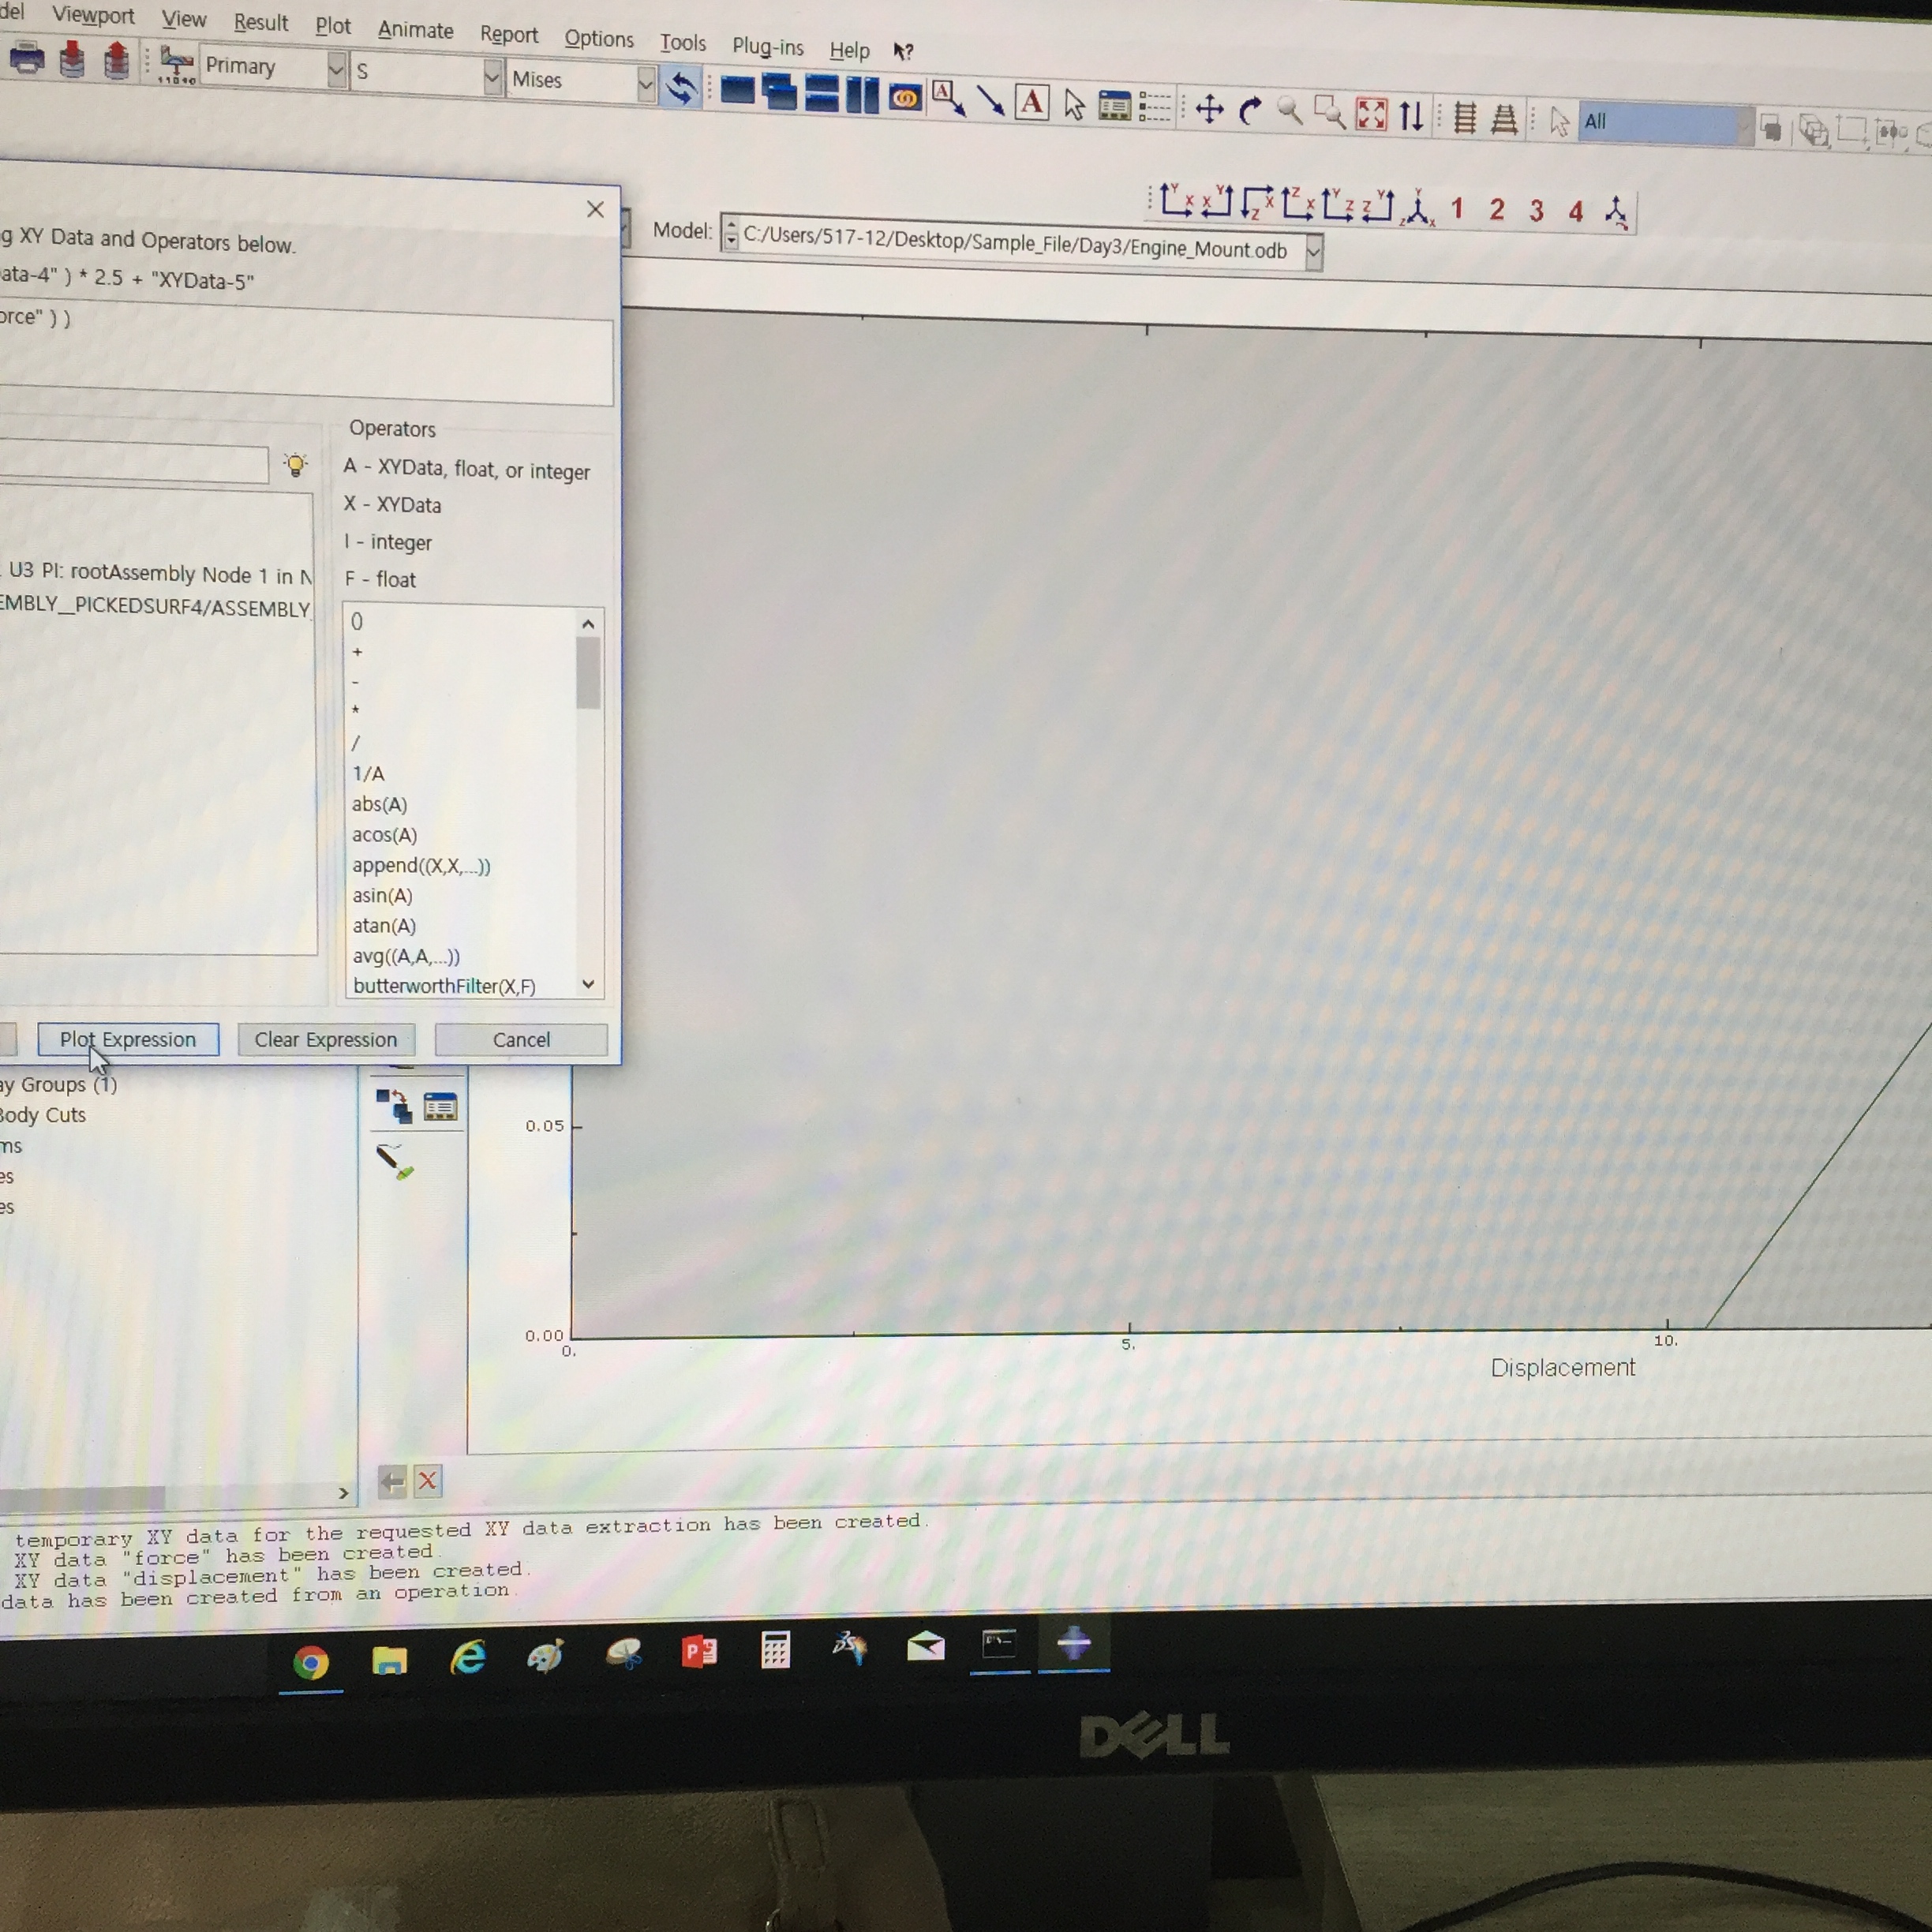 del Viewport View Result Plot Animate Report Options Tools Plug-ins Help ?
Primary S Mises All
Model: C:/Users/517-12/Desktop/Sample_File/Day3/Engine_Mount.odb
1 2 3 4
g XY Data and Operators below.
ata-4" ) * 2.5 + "XYData-5"
orce" ) )
Operators
A - XYData, float, or integer
X - XYData
I - integer
F - float
U3 PI: rootAssembly Node 1 in N
EMBLY__PICKEDSURF4/ASSEMBLY_
()
+
-
*
/
1/A
abs(A)
acos(A)
append((X,X,...))
asin(A)
atan(A)
avg((A,A,...))
butterworthFilter(X,F)
Plot Expression Clear Expression Cancel
ay Groups (1)
Body Cuts
ms
es
es
0.05
0.00
0. 5. 10.
Displacement
temporary XY data for the requested XY data extraction has been created.
XY data "force" has been created.
XY data "displacement" has been created.
data has been created from an operation.
DELL